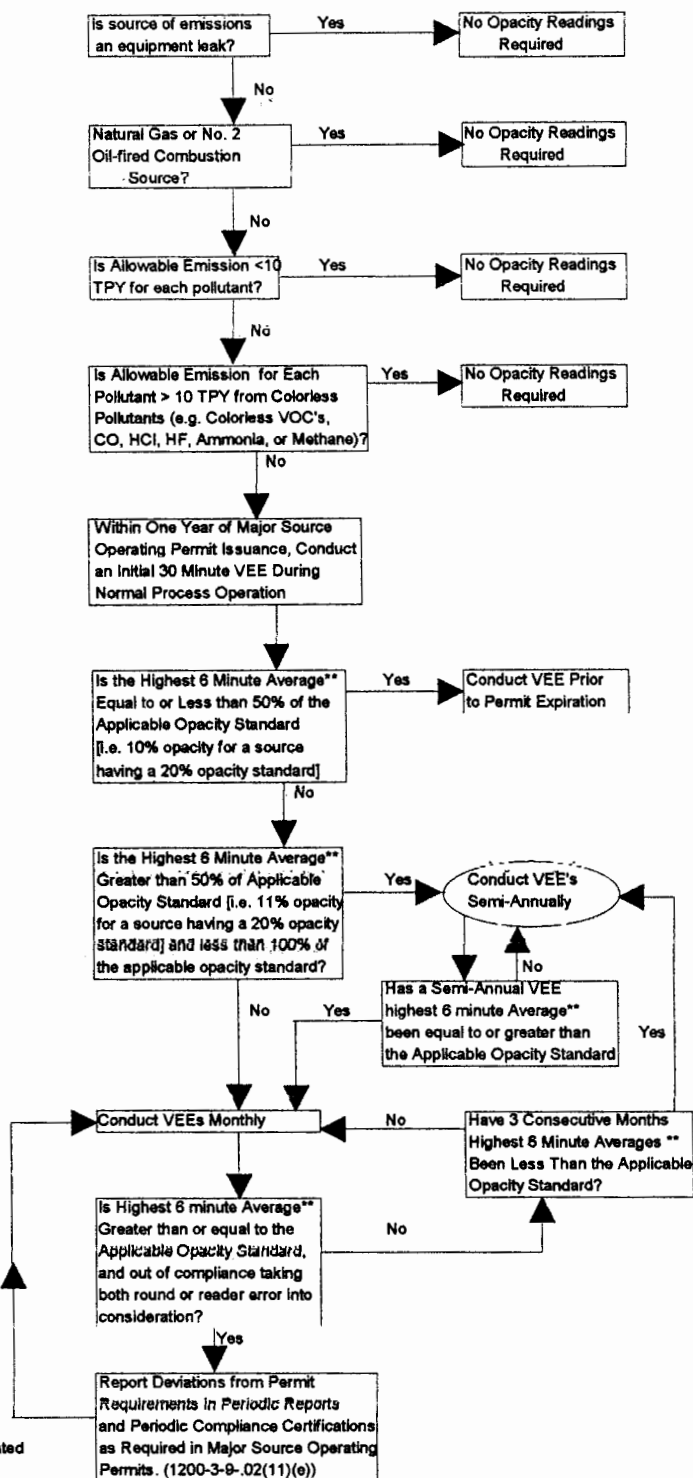 Is source of emissions
an equipment leak?
Yes
No Opacity Readings
Required
No
Natural Gas or No. 2
Oil-fired Combustion
Source?
Yes
No Opacity Readings
Required
No
Is Allowable Emission <10
TPY for each pollutant?
Yes
No Opacity Readings
Required
No
Is Allowable Emission for Each
Pollutant > 10 TPY from Colorless
Pollutants (e.g. Colorless VOC's,
CO, HCl, HF, Ammonia, or Methane)?
Yes
No Opacity Readings
Required
No
Within One Year of Major Source
Operating Permit Issuance, Conduct
an Initial 30 Minute VEE During
Normal Process Operation
Is the Highest 6 Minute Average**
Equal to or Less than 50% of the
Applicable Opacity Standard
[i.e. 10% opacity for a source
having a 20% opacity standard]
Yes
Conduct VEE Prior
to Permit Expiration
No
Is the Highest 6 Minute Average**
Greater than 50% of Applicable
Opacity Standard [i.e. 11% opacity
for a source having a 20% opacity
standard] and less than 100% of
the applicable opacity standard?
Yes
Conduct VEE's
Semi-Annually
No
Has a Semi-Annual VEE
highest 6 minute Average**
been equal to or greater than
the Applicable Opacity Standard
No
Yes
Yes
Conduct VEEs Monthly
No
Have 3 Consecutive Months
Highest 6 Minute Averages **
Been Less Than the Applicable
Opacity Standard?
Is Highest 6 minute Average**
Greater than or equal to the
Applicable Opacity Standard,
and out of compliance taking
both round or reader error into
consideration?
No
Yes
Report Deviations from Permit
Requirements in Periodic Reports
and Periodic Compliance Certifications
as Required in Major Source Operating
Permits. (1200-3-9-.02(11)(e))